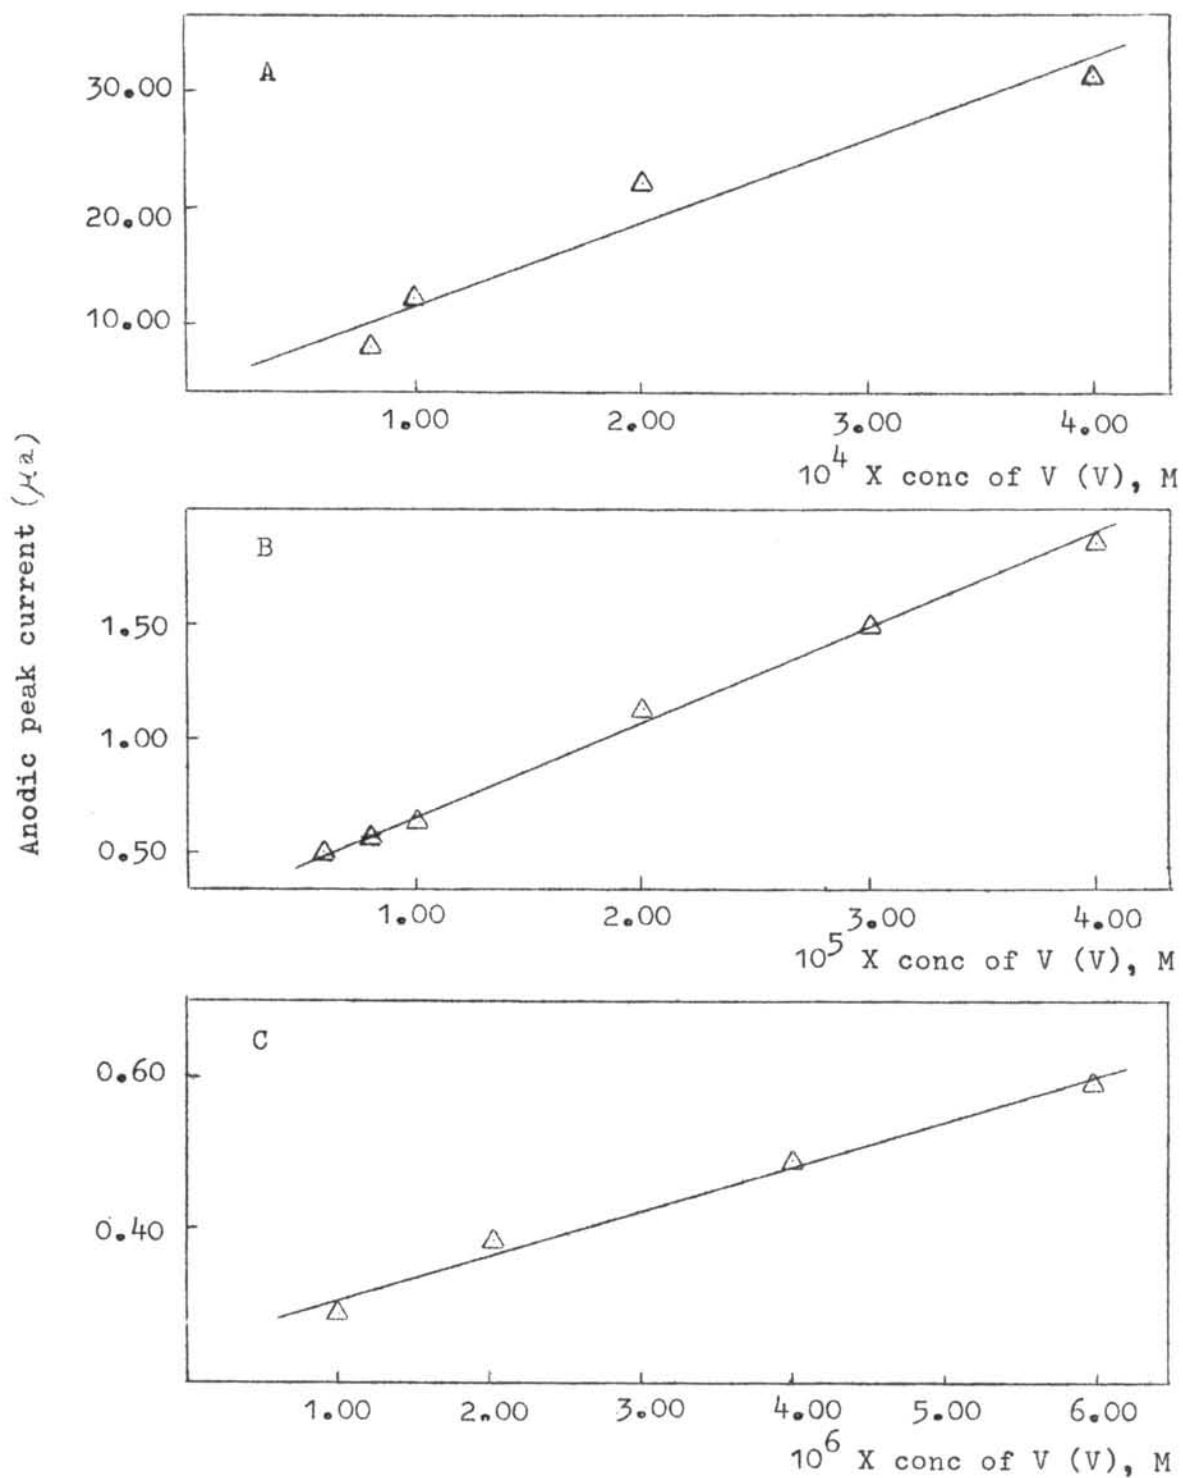 A
30.00
20.00
10.00
1.00 2.00 3.00 4.00
10⁴ X conc of V (V), M
Anodic peak current (μa)
B
1.50
1.00
0.50
1.00 2.00 3.00 4.00
10⁵ X conc of V (V), M
C
0.60
0.40
1.00 2.00 3.00 4.00 5.00 6.00
10⁶ X conc of V (V), M